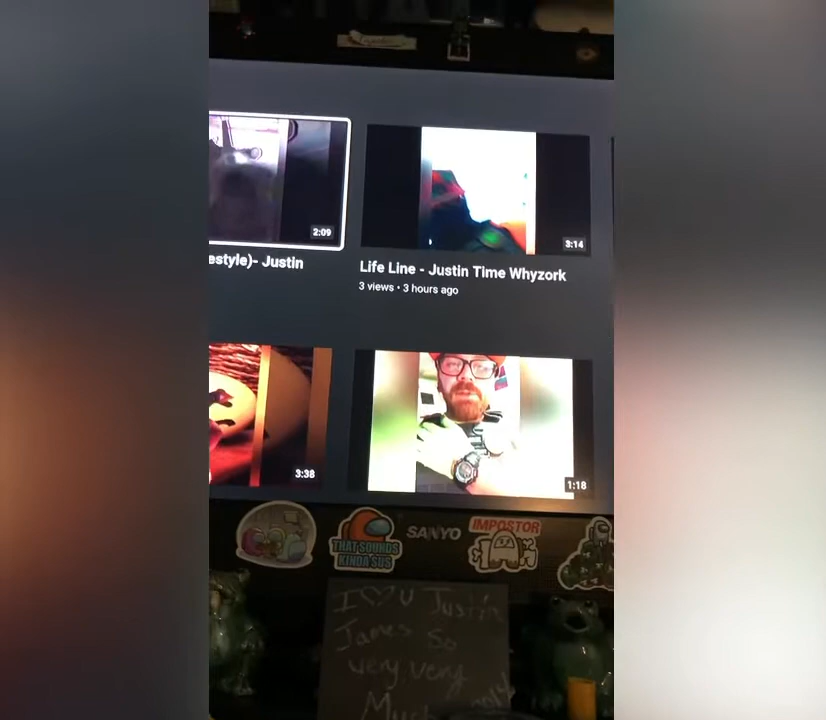 2:09
3:14
estyle)- Justin
Life Line - Justin Time Whyzork
3 views • 3 hours ago
3:38
1:18
THAT SOUNDS
KINDA SUS
SANYO
IMPOSTOR
I ♡ U Justin
James So
very very
Much